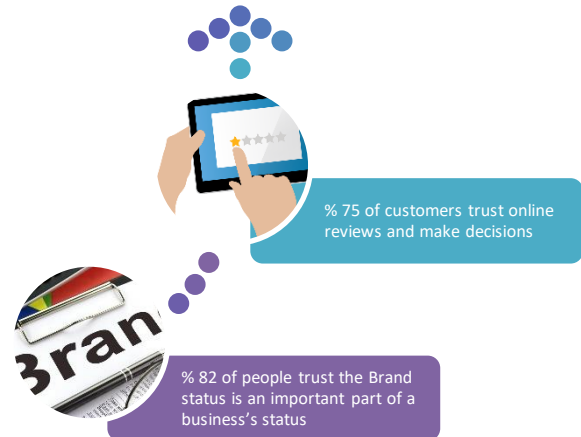 % 75 of customers trust online
reviews and make decisions
Bran
% 82 of people trust the Brand
status is an important part of a
business's status